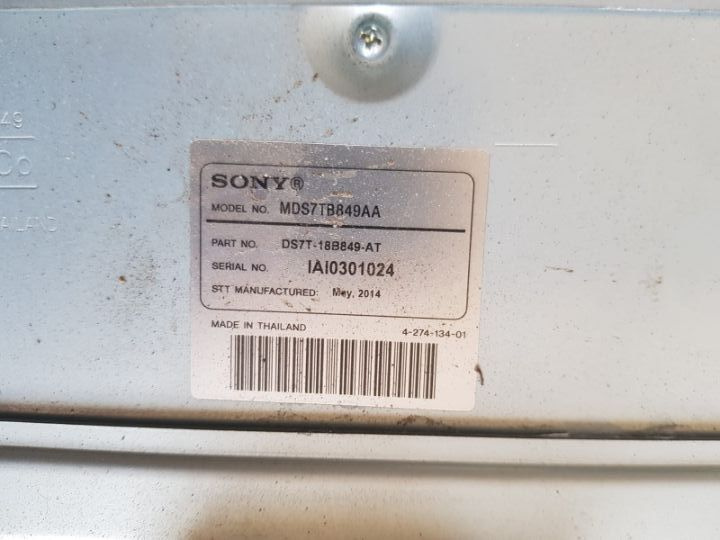 49
SONY®
MODEL NO. MDS7TB849AA
PART NO. DS7T-18B849-AT
SERIAL NO. IAI0301024
STT MANUFACTURED: May, 2014
MADE IN THAILAND 4-274-134-01